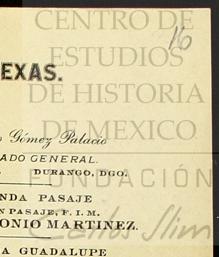 CENTRO DE
16
ESTUDIOS
EXAS.
DE HISTORIA
DE MEXICO
Gómez Palacio
ADO GENERAL.
DURANGO, DGO.
FUNDACIÓN
NDA PASAJE
N PASAJE, F. I. M.
ONIO MARTINEZ.
Carlos Slim
A GUADALUPE